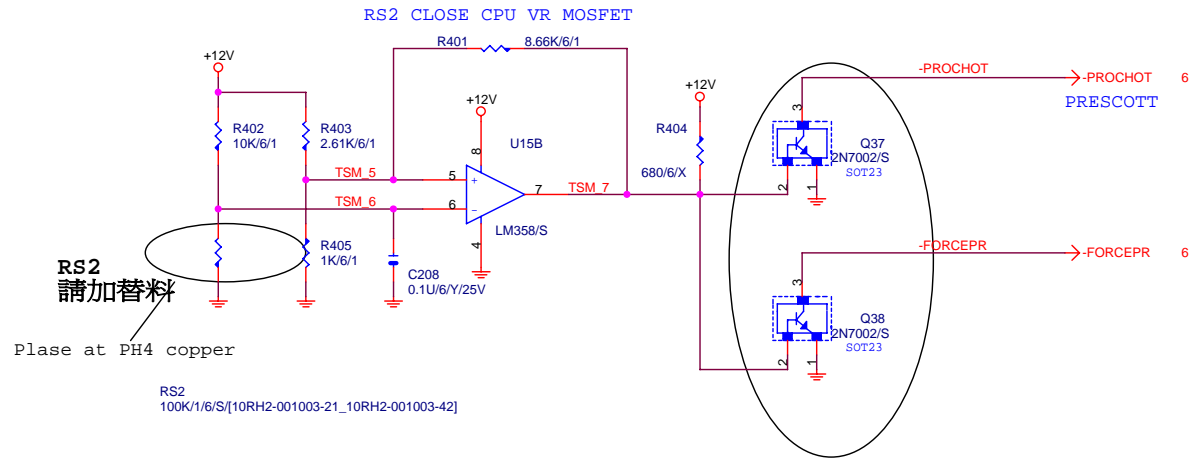 RS2 CLOSE CPU VR MOSFET
R401
8.66K/6/1
+12V
R402
10K/6/1
R403
2.61K/6/1
+12V
U15B
8
TSM_5
5
+
TSM_6
6
-
7
TSM_7
4
LM358/S
+12V
R404
680/6/X
-PROCHOT
-PROCHOT
6
PRESCOTT
3
Q37
2N7002/S
SOT23
2
1
RS2
請加替料
R405
1K/6/1
C208
0.1U/6/Y/25V
-FORCEPR
-FORCEPR
6
3
Q38
2N7002/S
SOT23
2
1
Plase at PH4 copper
RS2
100K/1/6/S/[10RH2-001003-21_10RH2-001003-42]